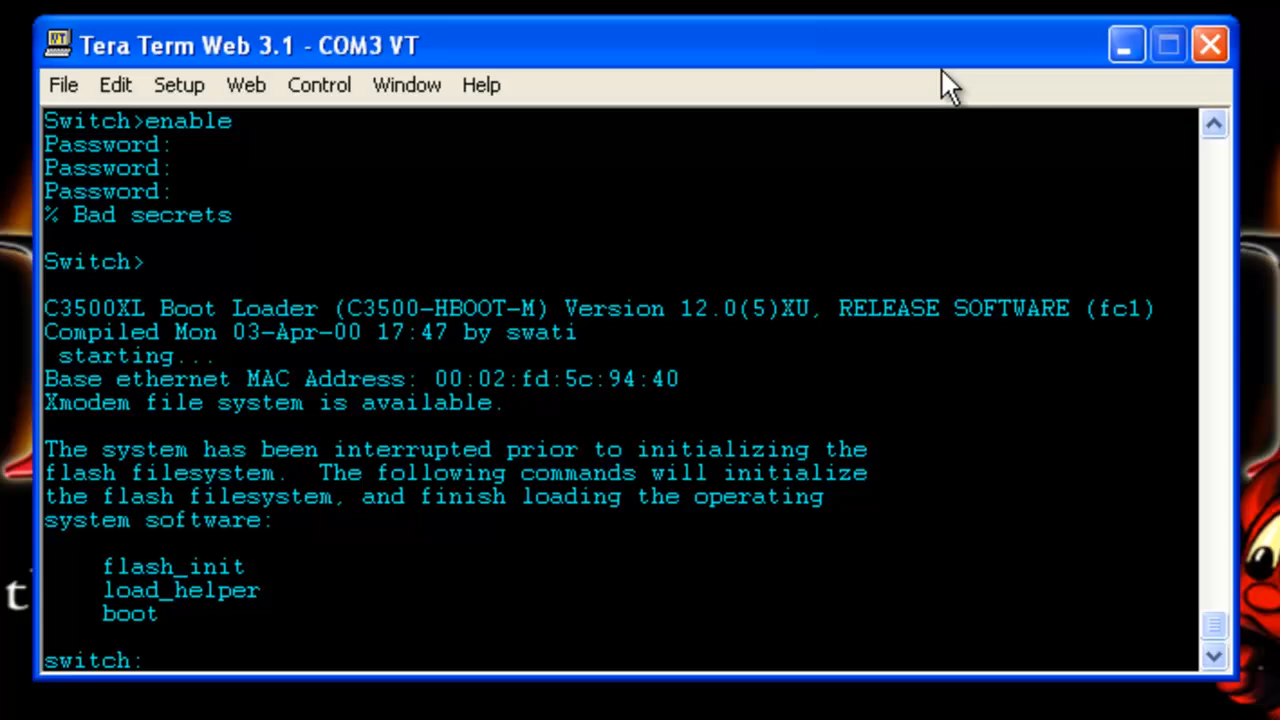 Tera Term Web 3.1 - COM3 VT
File Edit Setup Web Control Window Help
Switch>enable
Password:
Password:
Password:
% Bad secrets
Switch>
C3500XL Boot Loader (C3500-HBOOT-M) Version 12.0(5)XU, RELEASE SOFTWARE (fc1)
Compiled Mon 03-Apr-00 17:47 by swati
starting...
Base ethernet MAC Address: 00:02:fd:5c:94:40
Xmodem file system is available.
The system has been interrupted prior to initializing the
flash filesystem.  The following commands will initialize
the flash filesystem, and finish loading the operating
system software:
flash_init
load_helper
boot
switch: